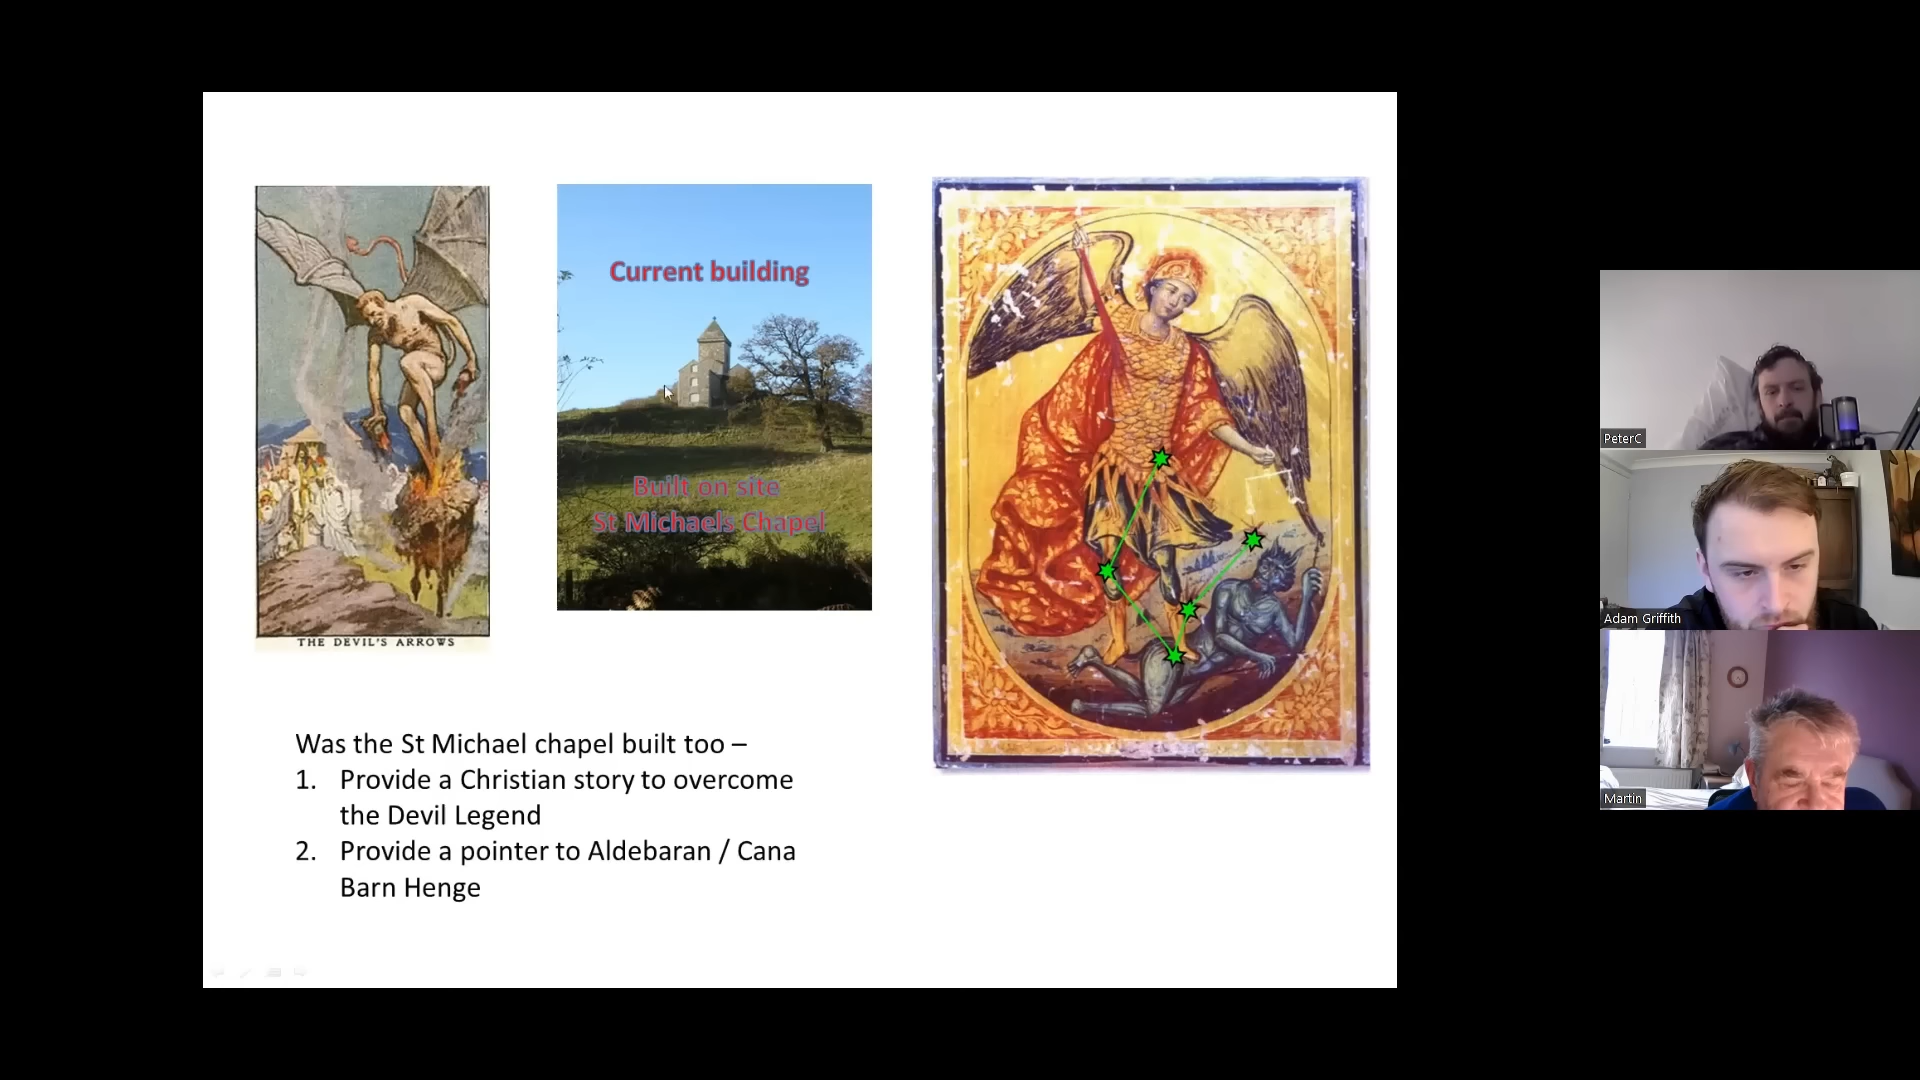 Current building
Built on site
St Michaels Chapel
THE DEVIL'S ARROWS
Was the St Michael chapel built too –
1. Provide a Christian story to overcome
the Devil Legend
2. Provide a pointer to Aldebaran / Cana
Barn Henge
PeterC
Adam Griffith
Martin